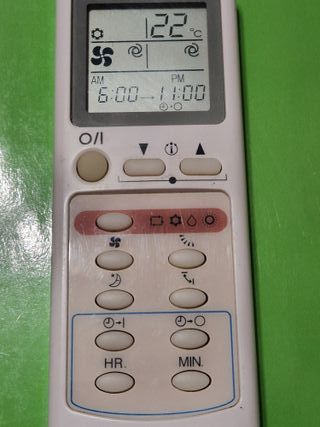 22 °C
AM PM
6:00 → 11:00
O/I
HR. MIN.